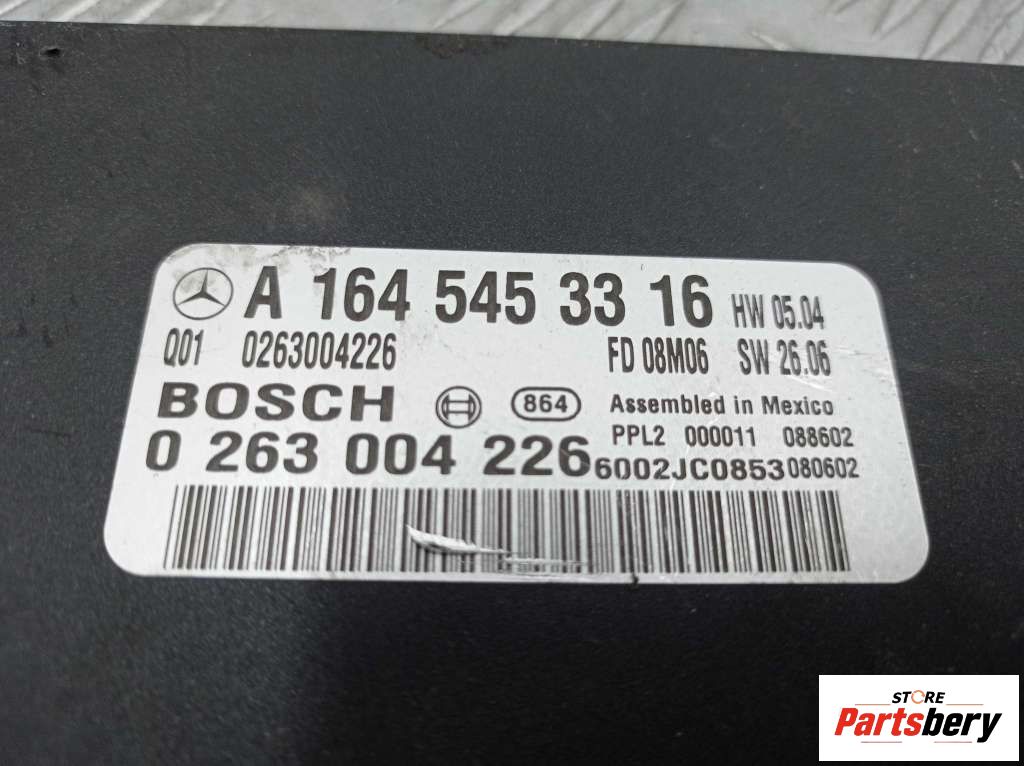 A 164 545 33 16 HW 05.04
Q01 0263004226 FD 08M06 SW 26.06
BOSCH 864 Assembled in Mexico
PPL2 000011 088602
0 263 004 226 6002JC0853 080602
STORE
Partsbery